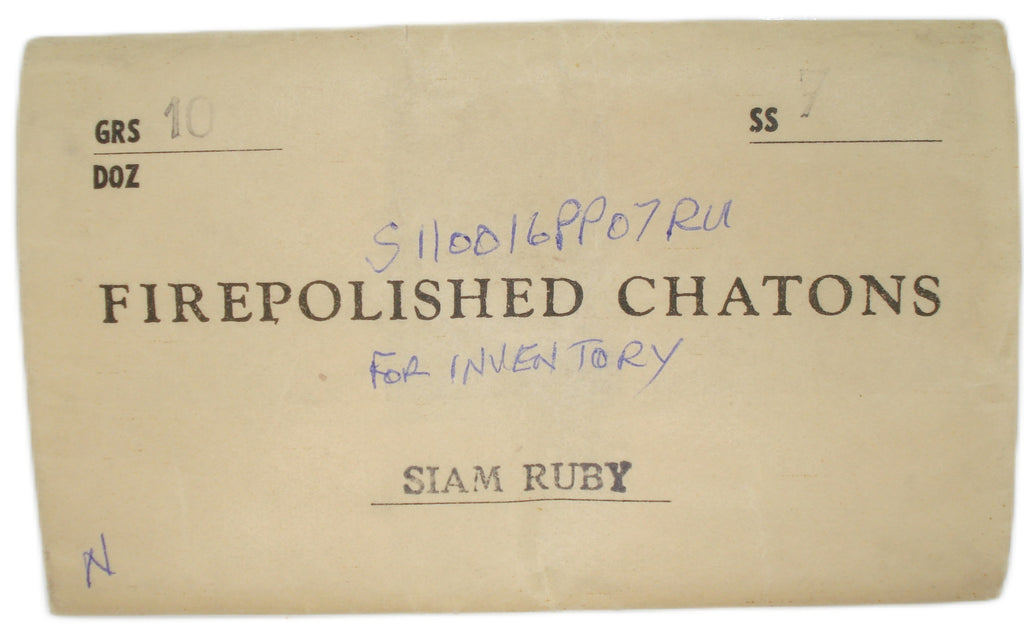 GRS 10
SS 7
DOZ
S110016PP07RU
FIREPOLISHED CHATONS
FOR INVENTORY
SIAM RUBY
N